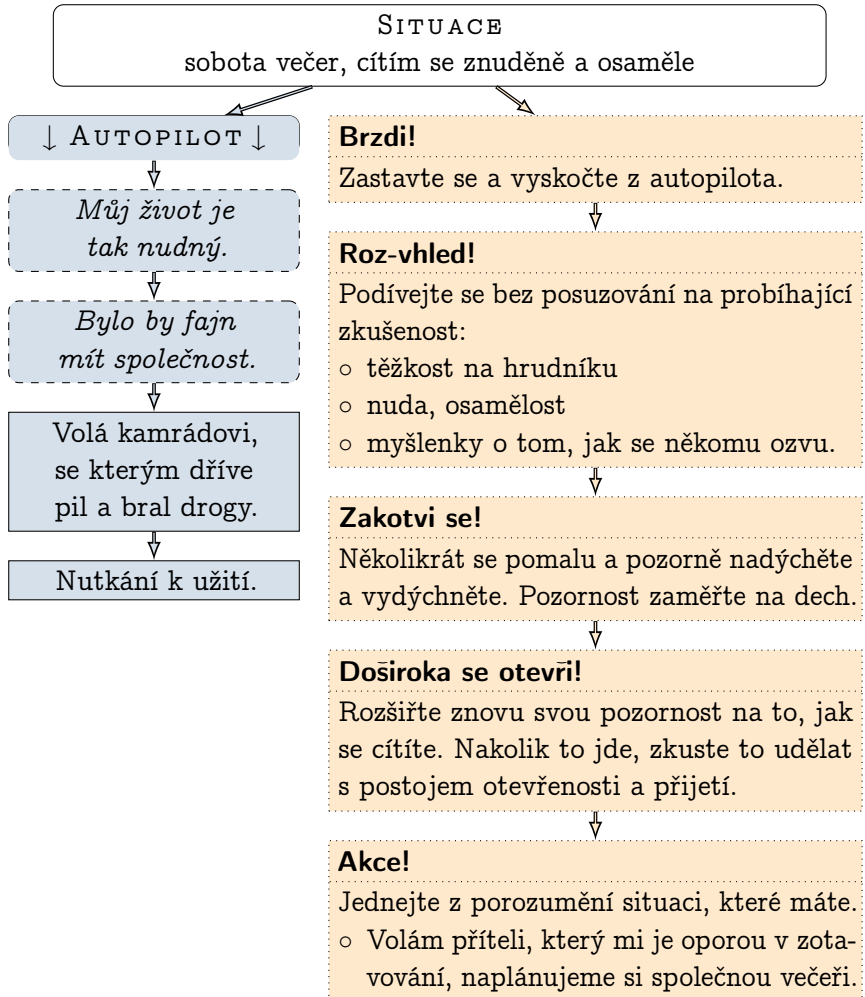 SITUACE
sobota večer, cítím se znuděně a osaměle
↓ AUTOPILOT ↓
Můj život je
tak nudný.
Bylo by fajn
mít společnost.
Volá kamrádovi,
se kterým dříve
pil a bral drogy.
Nutkání k užití.
Brzdi!
Zastavte se a vyskočte z autopilota.
Roz-vhled!
Podívejte se bez posuzování na probíhající
zkušenost:
○ těžkost na hrudníku
○ nuda, osamělost
○ myšlenky o tom, jak se někomu ozvu.
Zakotvi se!
Několikrát se pomalu a pozorně nadýchěte
a vydýchněte. Pozornost zaměřte na dech.
Doširoka se otevři!
Rozšiřte znovu svou pozornost na to, jak
se cítíte. Nakolik to jde, zkuste to udělat
s postojem otevřenosti a přijetí.
Akce!
Jednejte z porozumění situaci, které máte.
○ Volám příteli, který mi je oporou v zota-
vování, naplánujeme si společnou večeři.